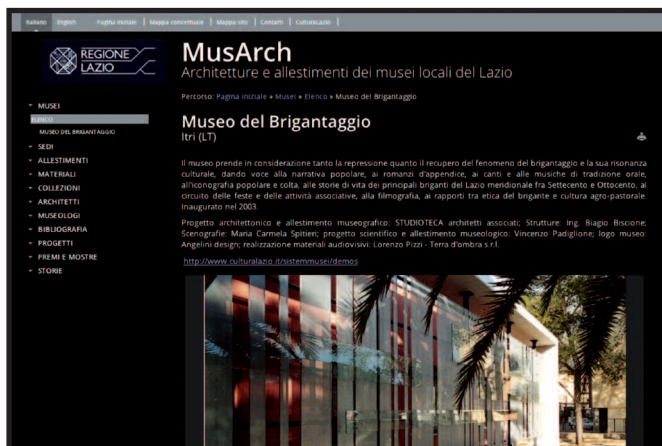 Italiano English Pagina iniziale | Mappa concettuale | Mappa sito | Contatti | CulturaLazio |
REGIONE
LAZIO
MusArch
Architetture e allestimenti dei musei locali del Lazio
Percorso: Pagina iniziale » Musei » Elenco » Museo del Brigantaggio
MUSEI
ELENCO
MUSEO DEL BRIGANTAGGIO
SEDI
ALLESTIMENTI
MATERIALI
COLLEZIONI
ARCHITETTI
MUSEOLOGI
BIBLIOGRAFIA
PROGETTI
PREMI E MOSTRE
STORIE
Museo del Brigantaggio
Itri (LT)
Il museo prende in considerazione tanto la repressione quanto il recupero del fenomeno del brigantaggio e la sua risonanza
culturale, dando voce alla narrativa popolare, ai romanzi d'appendice, ai canti e alle musiche di tradizione orale,
all'iconografia popolare e colta, alle storie di vita dei principali briganti del Lazio meridionale fra Settecento e Ottocento, al
circuito delle feste e delle attività associative, alla filmografia, ai rapporti tra etica del brigante e cultura agro-pastorale.
Inaugurato nel 2003.
Progetto architettonico e allestimento museografico: STUDIOTECA architetti associati; Strutture: Ing. Biagio Biscione;
Scenografie: Maria Carmela Spitieri; progetto scientifico e allestimento museologico: Vincenzo Padiglione; logo museo:
Angelini design; realizzazione materiali audiovisivi: Lorenzo Pizzi - Terra d'ombra s.r.l.
http://www.culturalazio.it/sistemmusei/demos